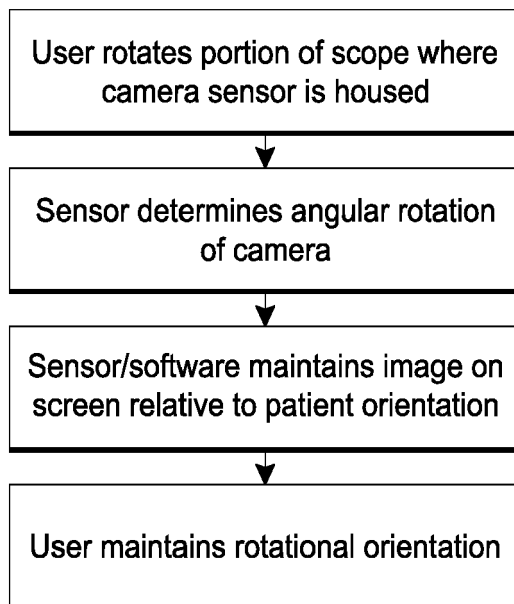 User rotates portion of scope where
camera sensor is housed
Sensor determines angular rotation
of camera
Sensor/software maintains image on
screen relative to patient orientation
User maintains rotational orientation